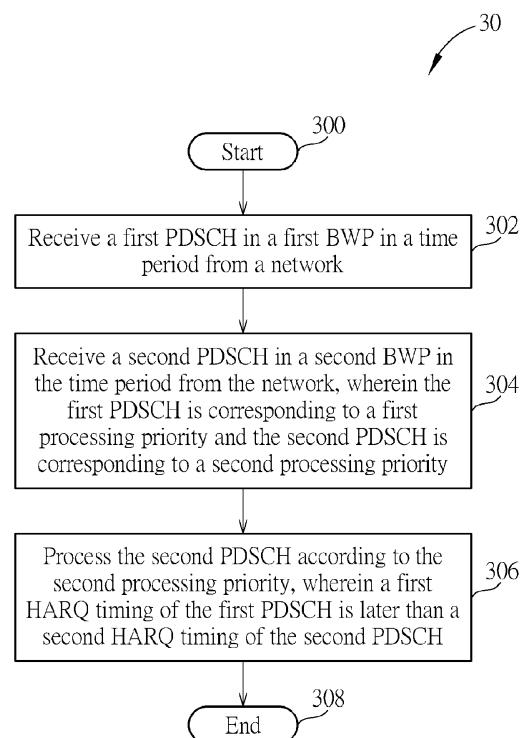 30
300
Start
302
Receive a first PDSCH in a first BWP in a time
period from a network
304
Receive a second PDSCH in a second BWP in
the time period from the network, wherein the
first PDSCH is corresponding to a first
processing priority and the second PDSCH is
corresponding to a second processing priority
306
Process the second PDSCH according to the
second processing priority, wherein a first
HARQ timing of the first PDSCH is later than a
second HARQ timing of the second PDSCH
308
End